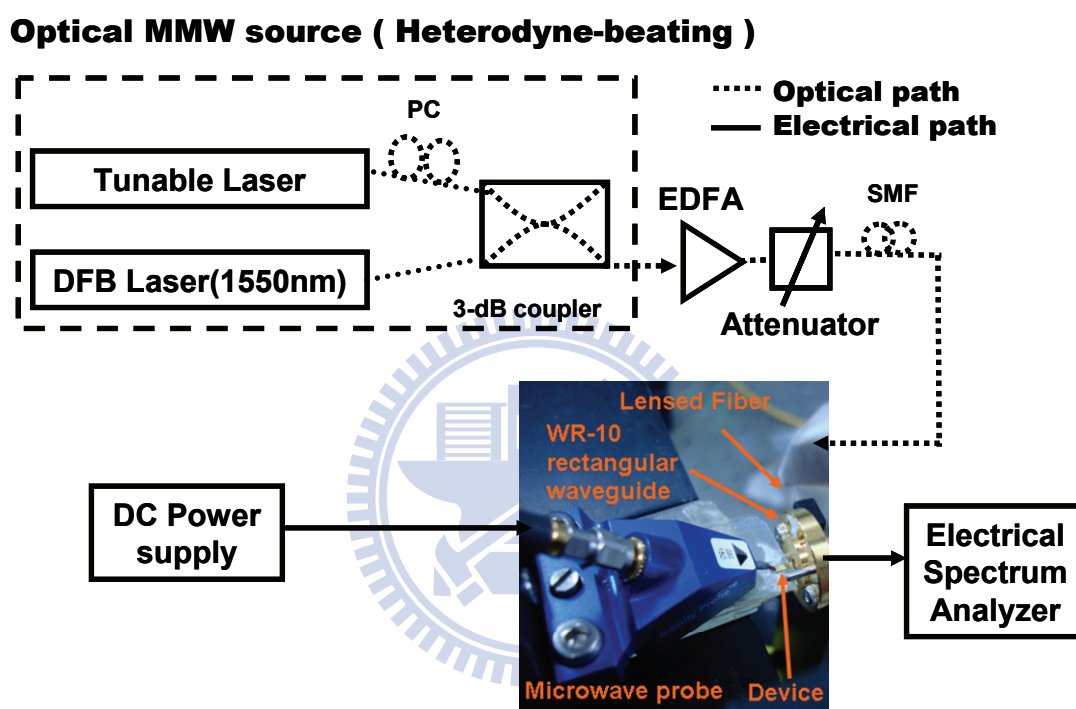 Optical MMW source ( Heterodyne-beating )
Optical path
Electrical path
PC
Tunable Laser
DFB Laser(1550nm)
3-dB coupler
EDFA
Attenuator
SMF
Lensed Fiber
WR-10
rectangular
waveguide
DC Power
supply
Electrical
Spectrum
Analyzer
Microwave probe
Device